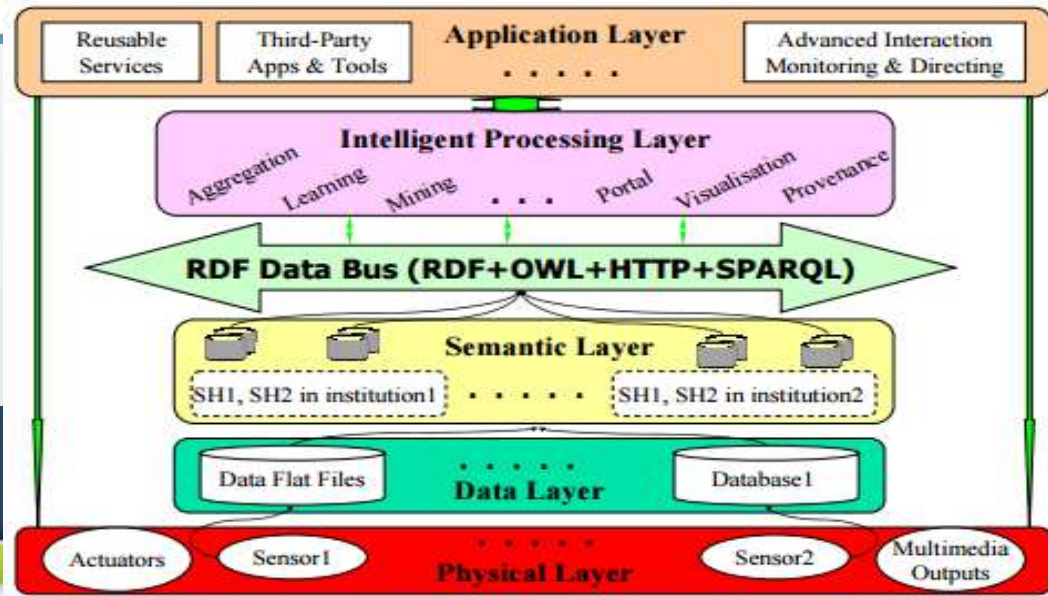 Reusable
Services
Third-Party
Apps & Tools
Application Layer
. . . . .
Advanced Interaction
Monitoring & Directing
Intelligent Processing Layer
Aggregation
Learning
Mining
. . .
Portal
Visualisation
Provenance
RDF Data Bus (RDF+OWL+HTTP+SPARQL)
Semantic Layer
SH1, SH2 in institution1
. . . . .
SH1, SH2 in institution2
Data Flat Files
. . . . .
Data Layer
Database1
Actuators
Sensor1
. . . . .
Physical Layer
Sensor2
Multimedia
Outputs